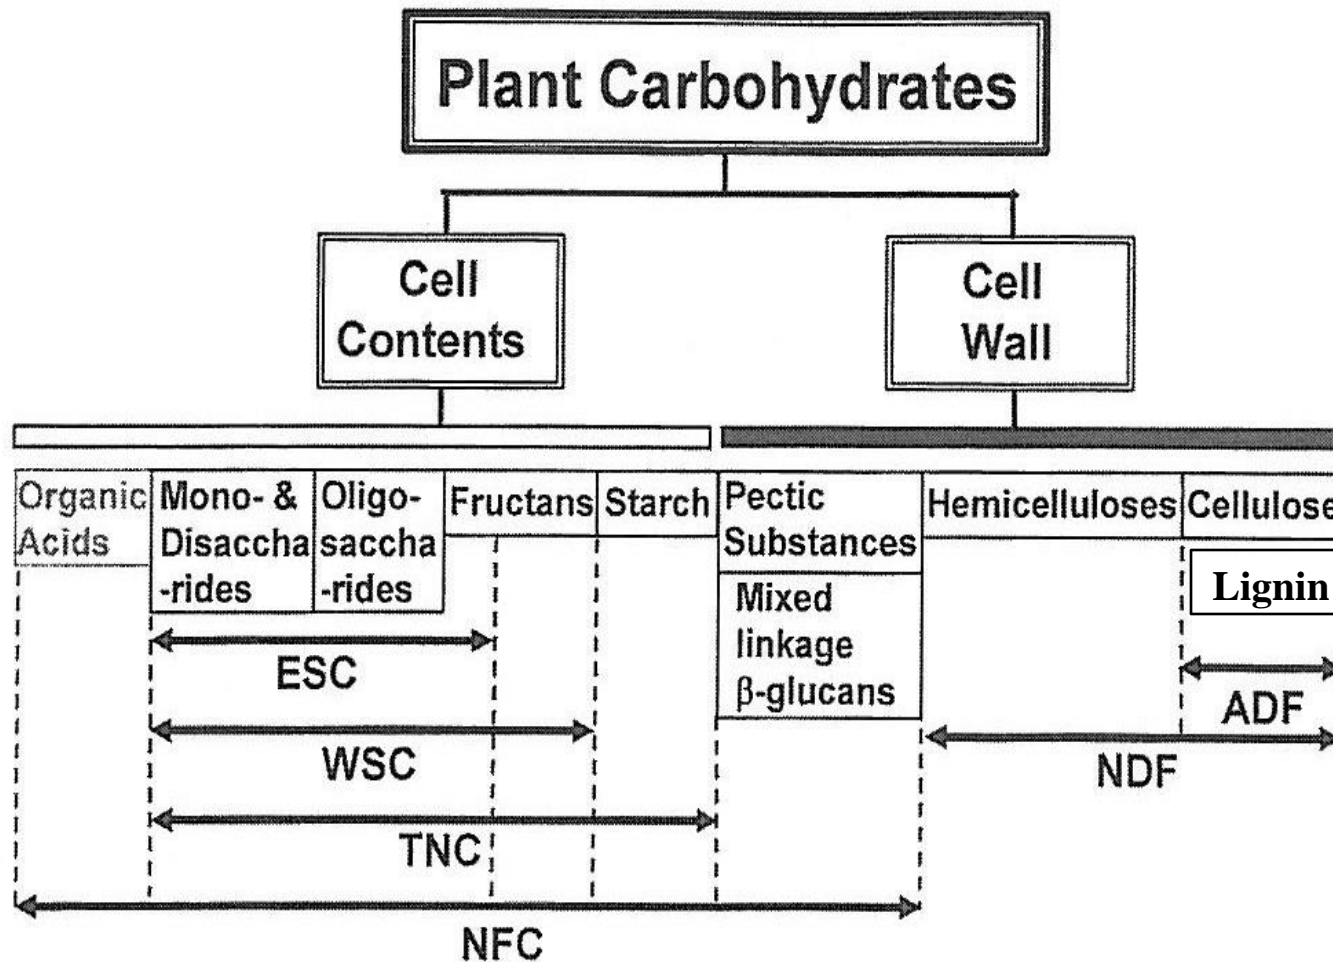 Plant Carbohydrates
Cell
Contents
Cell
Wall
Organic
Acids
Mono- &
Disaccha
-rides
Oligo-
saccha
-rides
Fructans
Starch
Pectic
Substances
Mixed
linkage
β-glucans
Hemicelluloses
Cellulose
Lignin
ESC
WSC
TNC
NFC
ADF
NDF